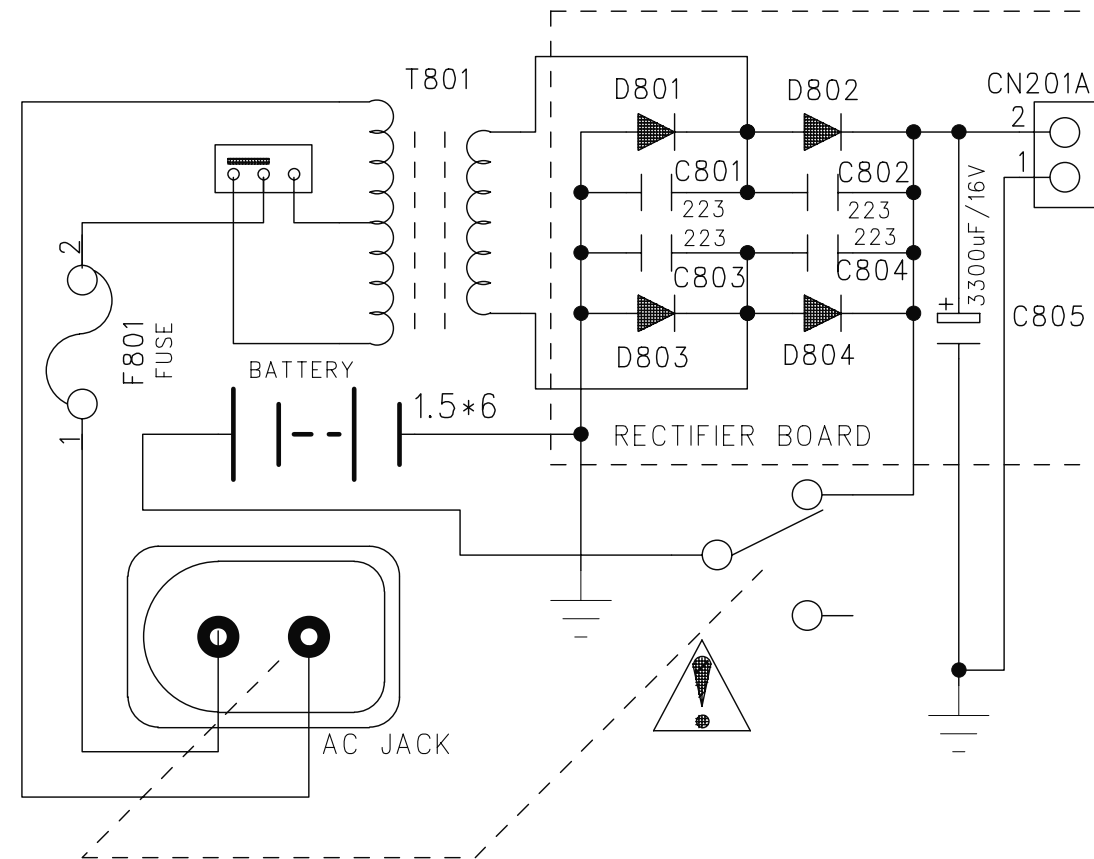 T801
D801
D802
CN201A
2
1
C801
C802
223
223
223
223
C803
C804
3300uF/16V
+
C805
D803
D804
2
F801
FUSE
1
BATTERY
1.5*6
RECTIFIER BOARD
AC JACK